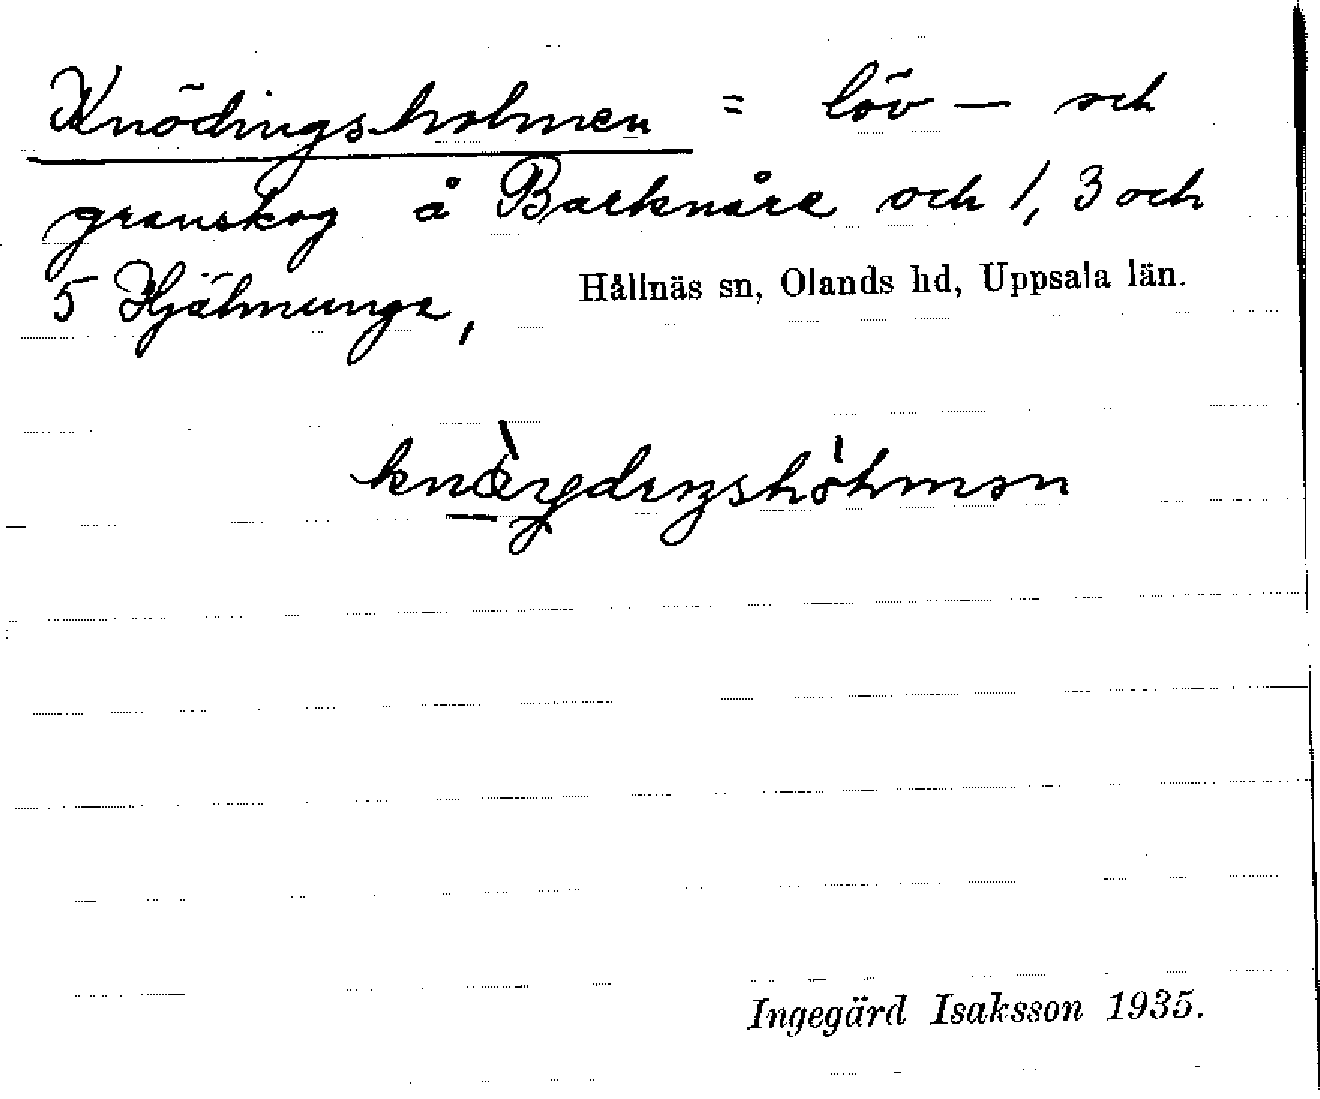 Knödingsholmen = löv - och
granskog å Barknåre och 1, 3 och
5 Hjälmunge, Hållnäs sn, Olands hd, Uppsala län.
Ingegärd Isaksson 1935.